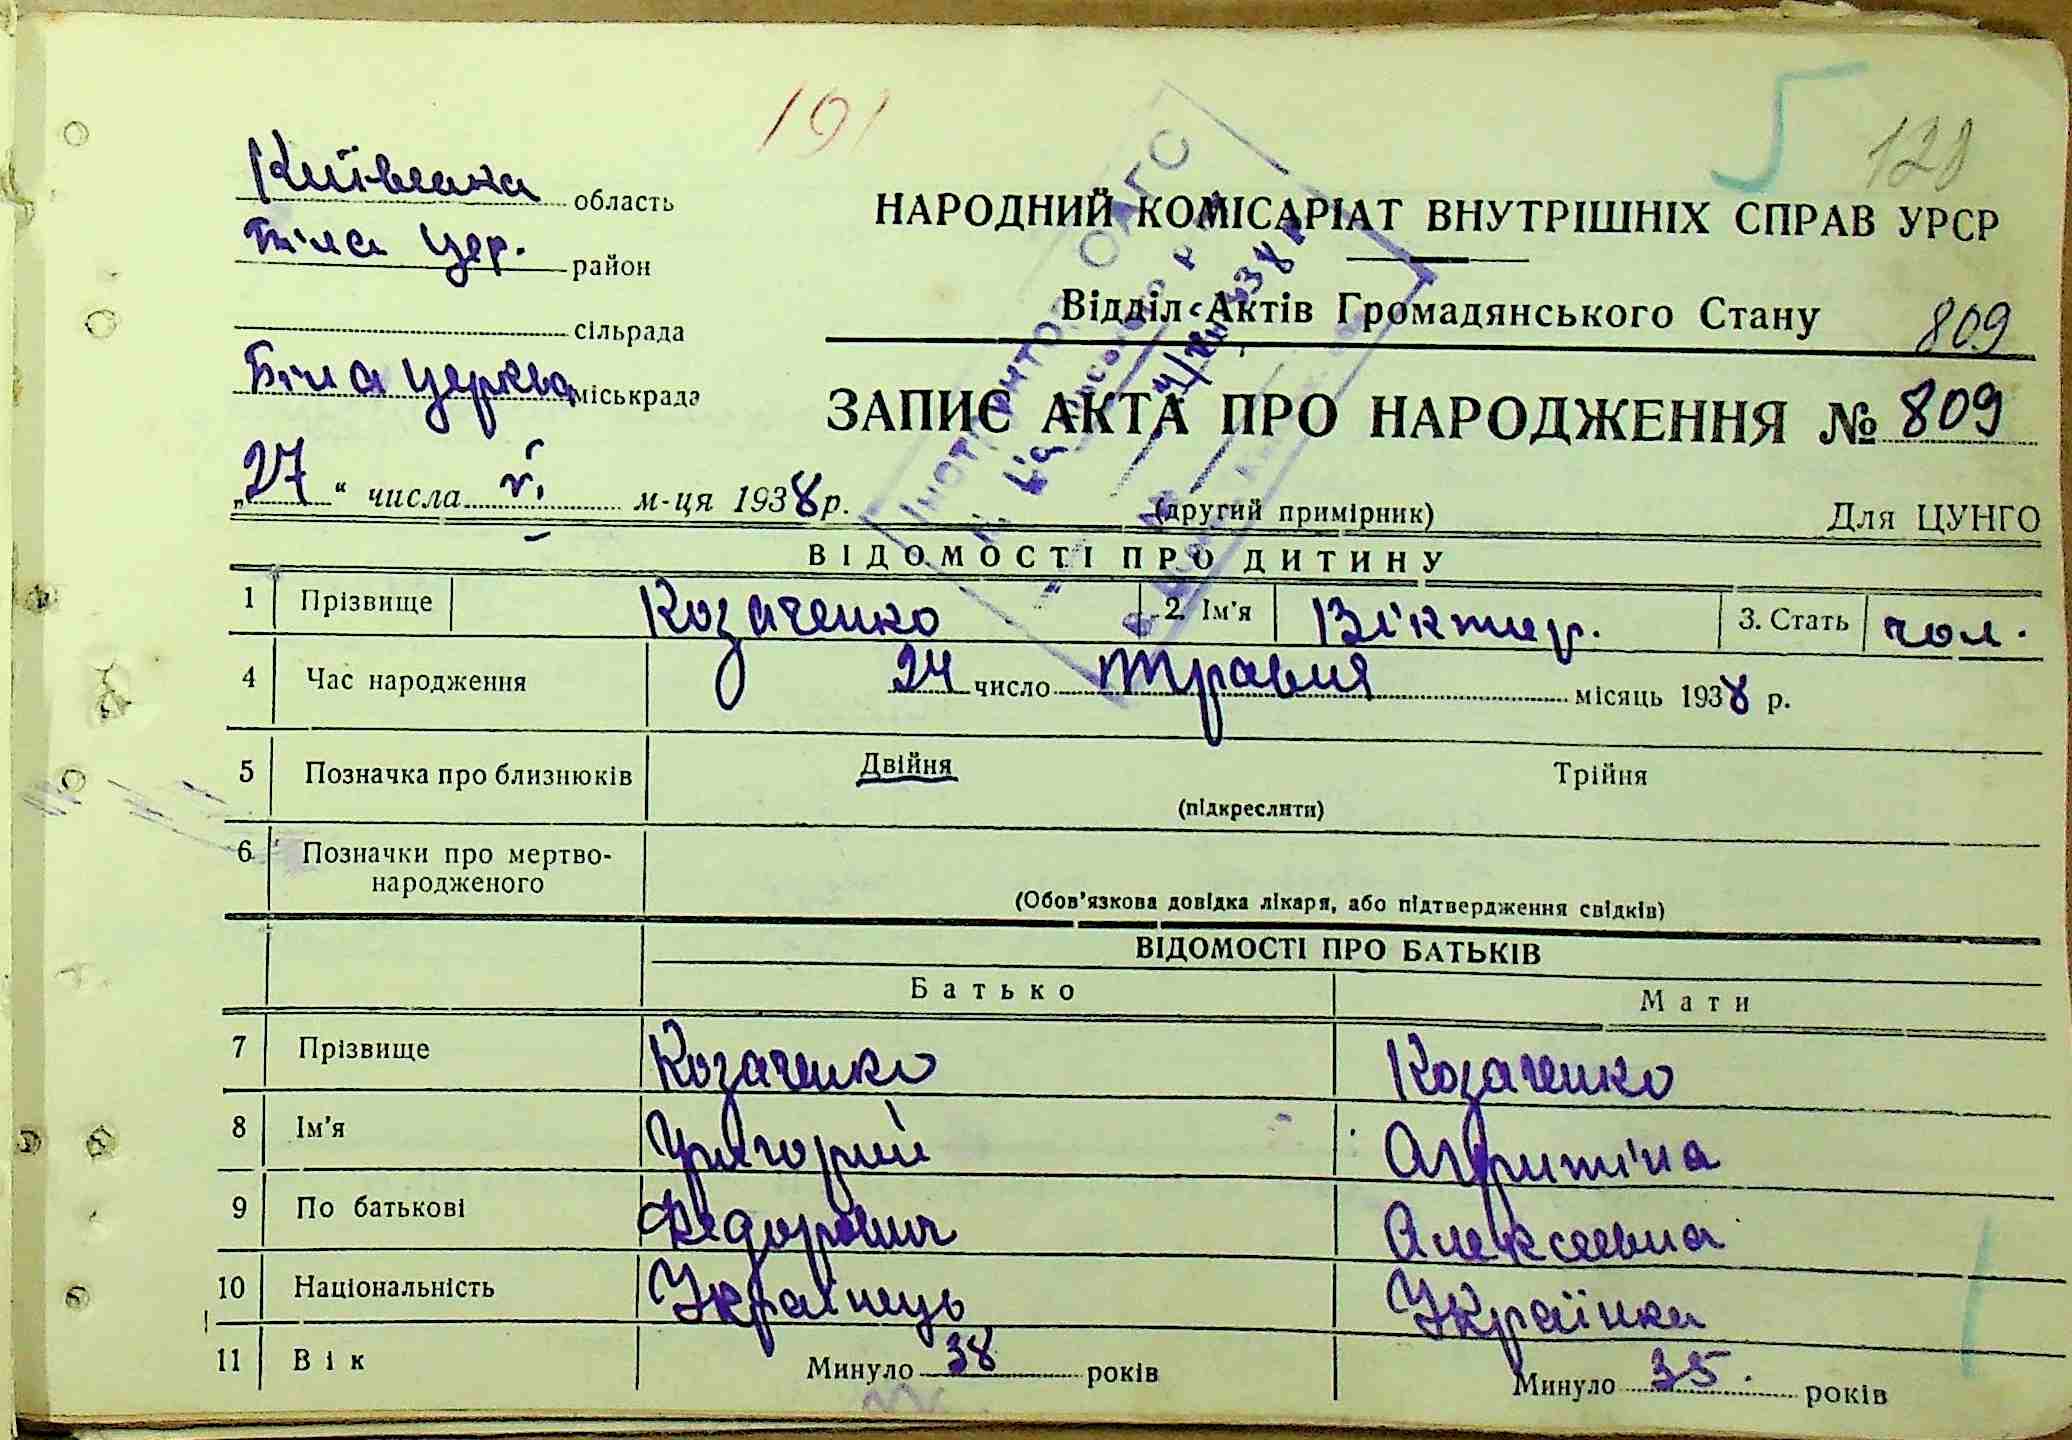 191
5
128
Київська область
Біла Цер. район
сільрада
Біла Церква міськрада
НАРОДНИЙ КОМІСАРІАТ ВНУТРІШНІХ СПРАВ УРСР
Відділ Актів Громадянського Стану 809
ЗАПИС АКТА ПРО НАРОДЖЕННЯ № 809
„27“ числа VI м-ця 1938 р.
(другий примірник) Для ЦУНГО
ВІДОМОСТІ ПРО ДИТИНУ
1 Прізвище Козаченко 2. Ім'я Віктор. 3. Стать чол.
4 Час народження 24 число травня місяць 1938 р.
5 Позначка про близнюків Двійня Трійня
(підкреслити)
6 Позначки про мертво-
народженого
(Обов'язкова довідка лікаря, або підтвердження свідків)
ВІДОМОСТІ ПРО БАТЬКІВ
Батько Мати
7 Прізвище Козаченко Козаченко
8 Ім'я Григорий
9 По батькові Федорович Алексеевна
10 Національність Українець Українка
11 Вік Минуло 38 років Минуло 35. років